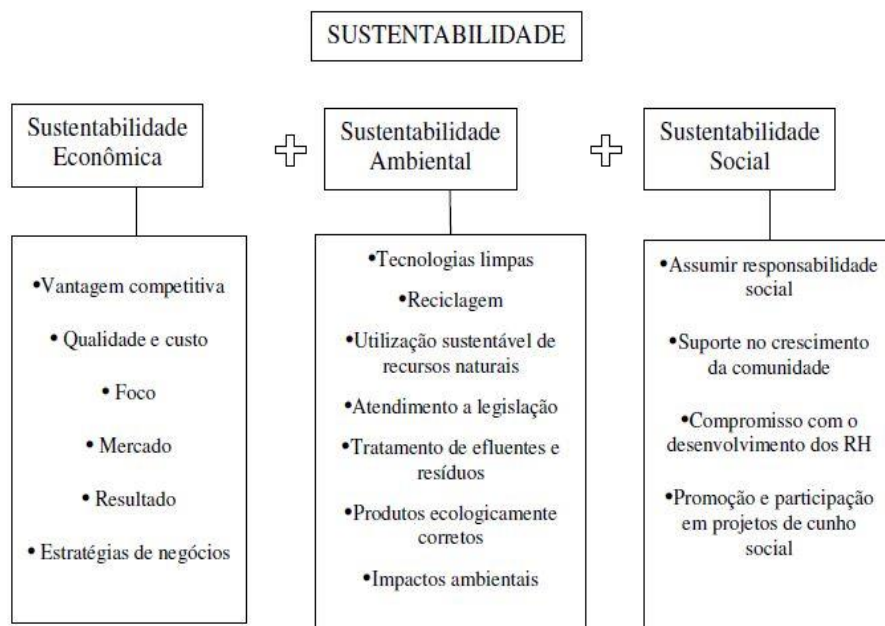 SUSTENTABILIDADE
Sustentabilidade
Econômica
Sustentabilidade
Ambiental
Sustentabilidade
Social
•Vantagem competitiva
• Qualidade e custo
• Foco
• Mercado
• Resultado
• Estratégias de negócios
•Tecnologias limpas
•Reciclagem
•Utilização sustentável de
recursos naturais
•Atendimento a legislação
•Tratamento de efluentes e
resíduos
•Produtos ecologicamente
corretos
•Impactos ambientais
•Assumir responsabilidade
social
•Suporte no crescimento
da comunidade
•Compromisso com o
desenvolvimento dos RH
•Promoção e participação
em projetos de cunho
social